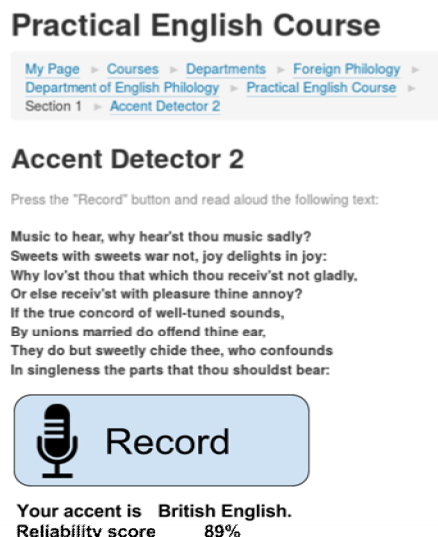 Practical English Course
My Page ► Courses ► Departments ► Foreign Philology ►
Department of English Philology ► Practical English Course ►
Section 1 ► Accent Detector 2
Accent Detector 2
Press the "Record" button and read aloud the following text:
Music to hear, why hear'st thou music sadly?
Sweets with sweets war not, joy delights in joy:
Why lov'st thou that which thou receiv'st not gladly,
Or else receiv'st with pleasure thine annoy?
If the true concord of well-tuned sounds,
By unions married do offend thine ear,
They do but sweetly chide thee, who confounds
In singleness the parts that thou shouldst bear:
Record
Your accent is British English.
Reliability score 89%